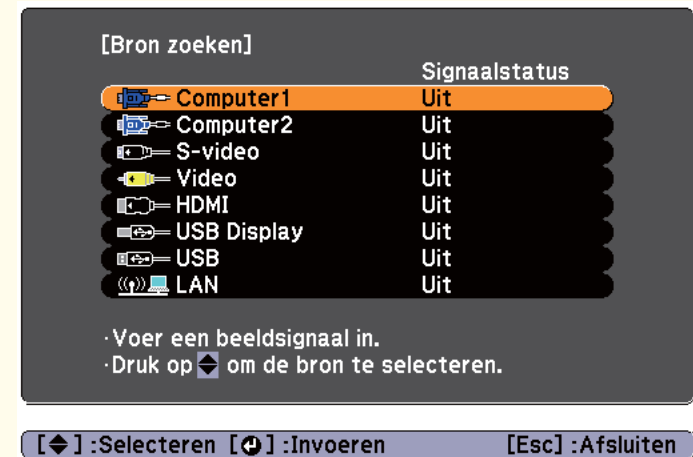 [Bron zoeken]
Signaalstatus
Computer1 Uit
Computer2 Uit
S-video Uit
Video Uit
HDMI Uit
USB Display Uit
USB Uit
LAN Uit
·Voer een beeldsignaal in.
·Druk op om de bron te selecteren.
[ ] :Selecteren [ ] :Invoeren [Esc] :Afsluiten